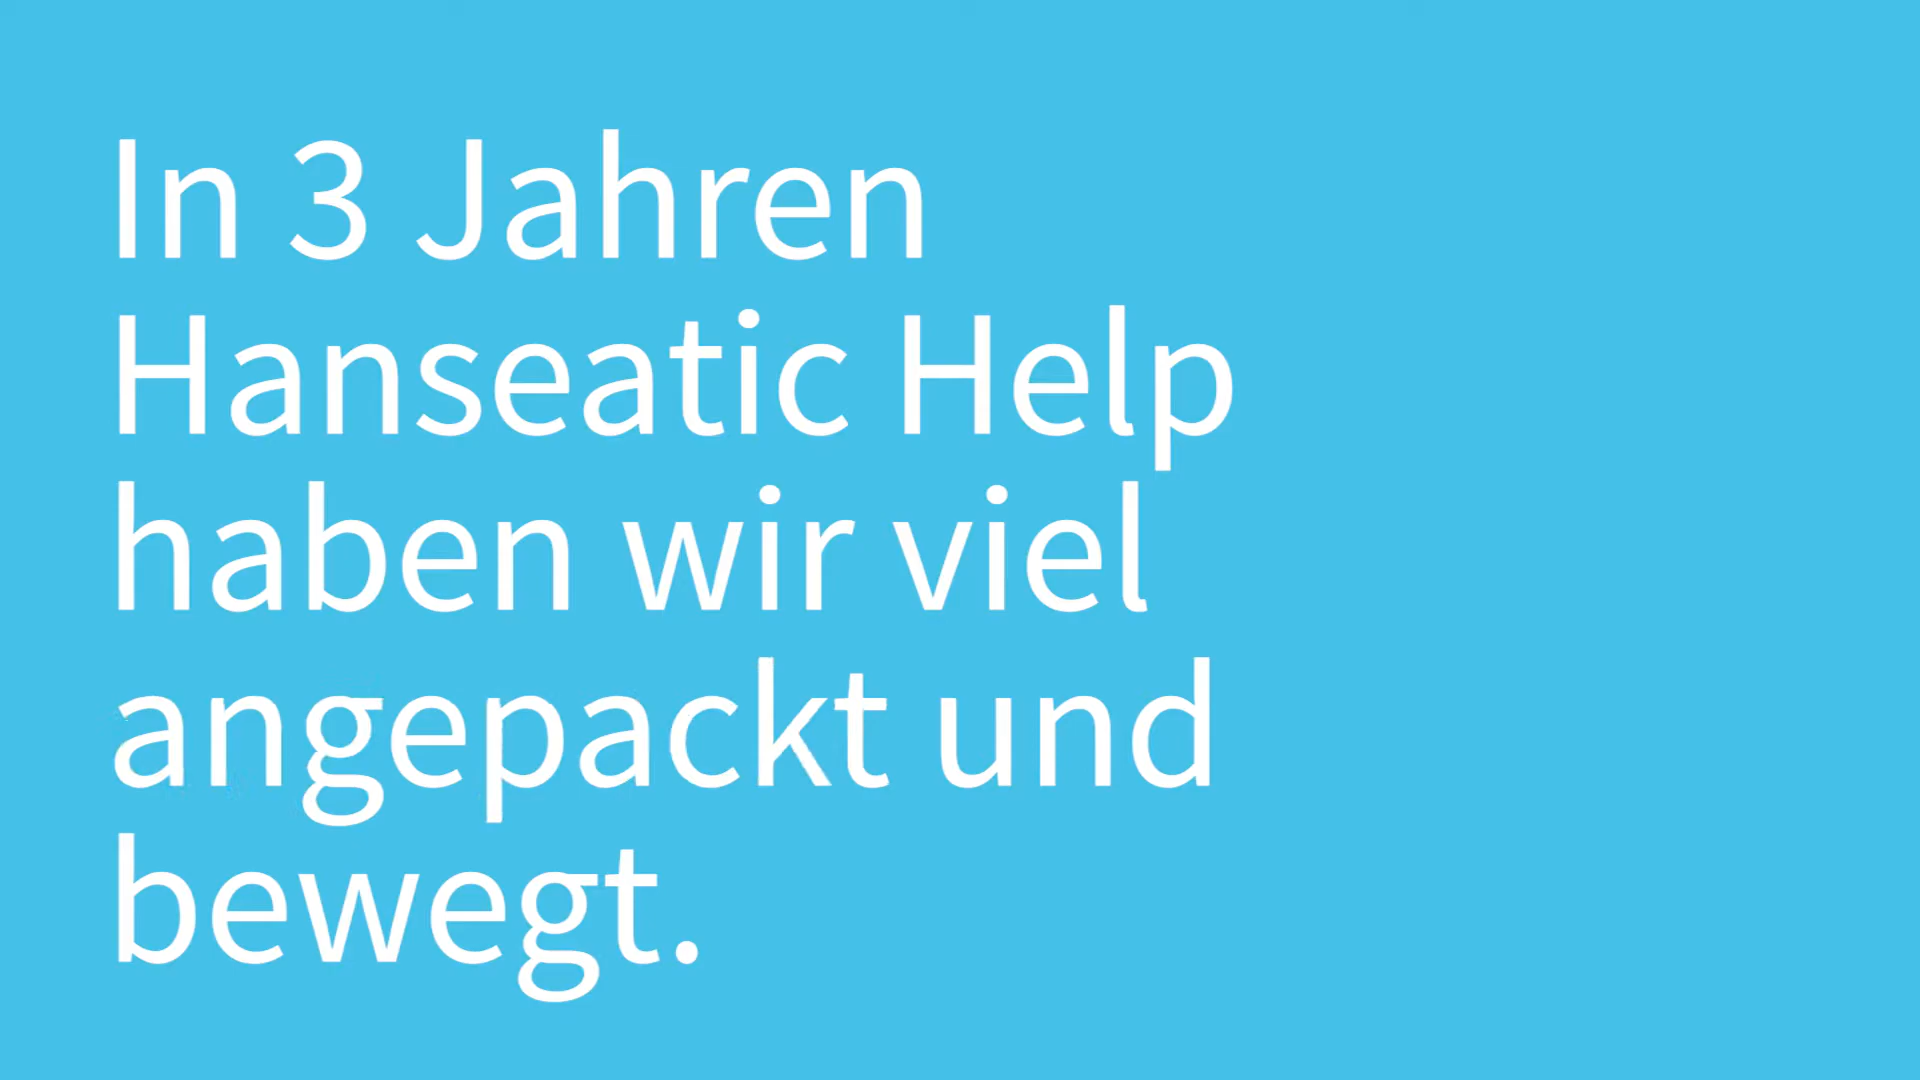 In 3 Jahren
Hanseatic Help
haben wir viel
angepackt und
bewegt.